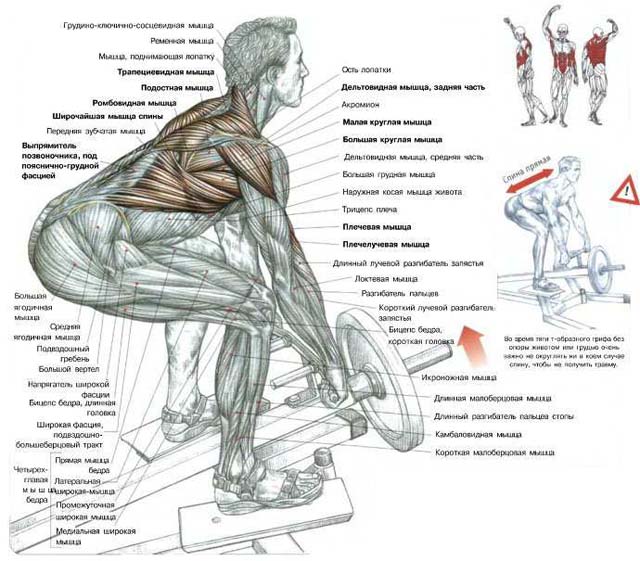 Грудино-ключично-сосцевидная мышца
Ременная мышца
Мышца, поднимающая лопатку
Трапециевидная мышца
Подостная мышца
Ромбовидная мышца
Широчайшая мышца спины
Передняя зубчатая мышца
Выпрямитель
позвоночника, под
пояснично-грудной
фасцией
Ость лопатки
Дельтовидная мышца, задняя часть
Акромион
Малая круглая мышца
Большая круглая мышца
Дельтовидная мышца, средняя часть
Большая грудная мышца
Наружная косая мышца живота
Трицепс плеча
Плечевая мышца
Плечелучевая мышца
Длинный лучевой разгибатель запястья
Локтевая мышца
Разгибатель пальцев
Короткий лучевой разгибатель
запястья
Бицепс бедра,
короткая головка
Икроножная мышца
Длинная малоберцовая мышца
Длинный разгибатель пальцев стопы
Камбаловидная мышца
Короткая малоберцовая мышца
Большая
ягодичная
мышца
Средняя
ягодичная мышца
Подвздошный
гребень
Большой вертел
Напрягатель широкой
фасции
Бицепс бедра, длинная
головка
Широкая фасция,
подвздошно-
большеберцовый тракт
Четырех-
главая
мышца
бедра
Прямая мышца
бедра
Латеральная
широкая-мышца
Промежуточная
широкая мышца
Медиальная широкая
мышца
Спина прямая
!
Во время тяги т-образного грифа без
опоры животом или грудью очень
важно не округлять ни в коем случае
спину, чтобы не получить травму.